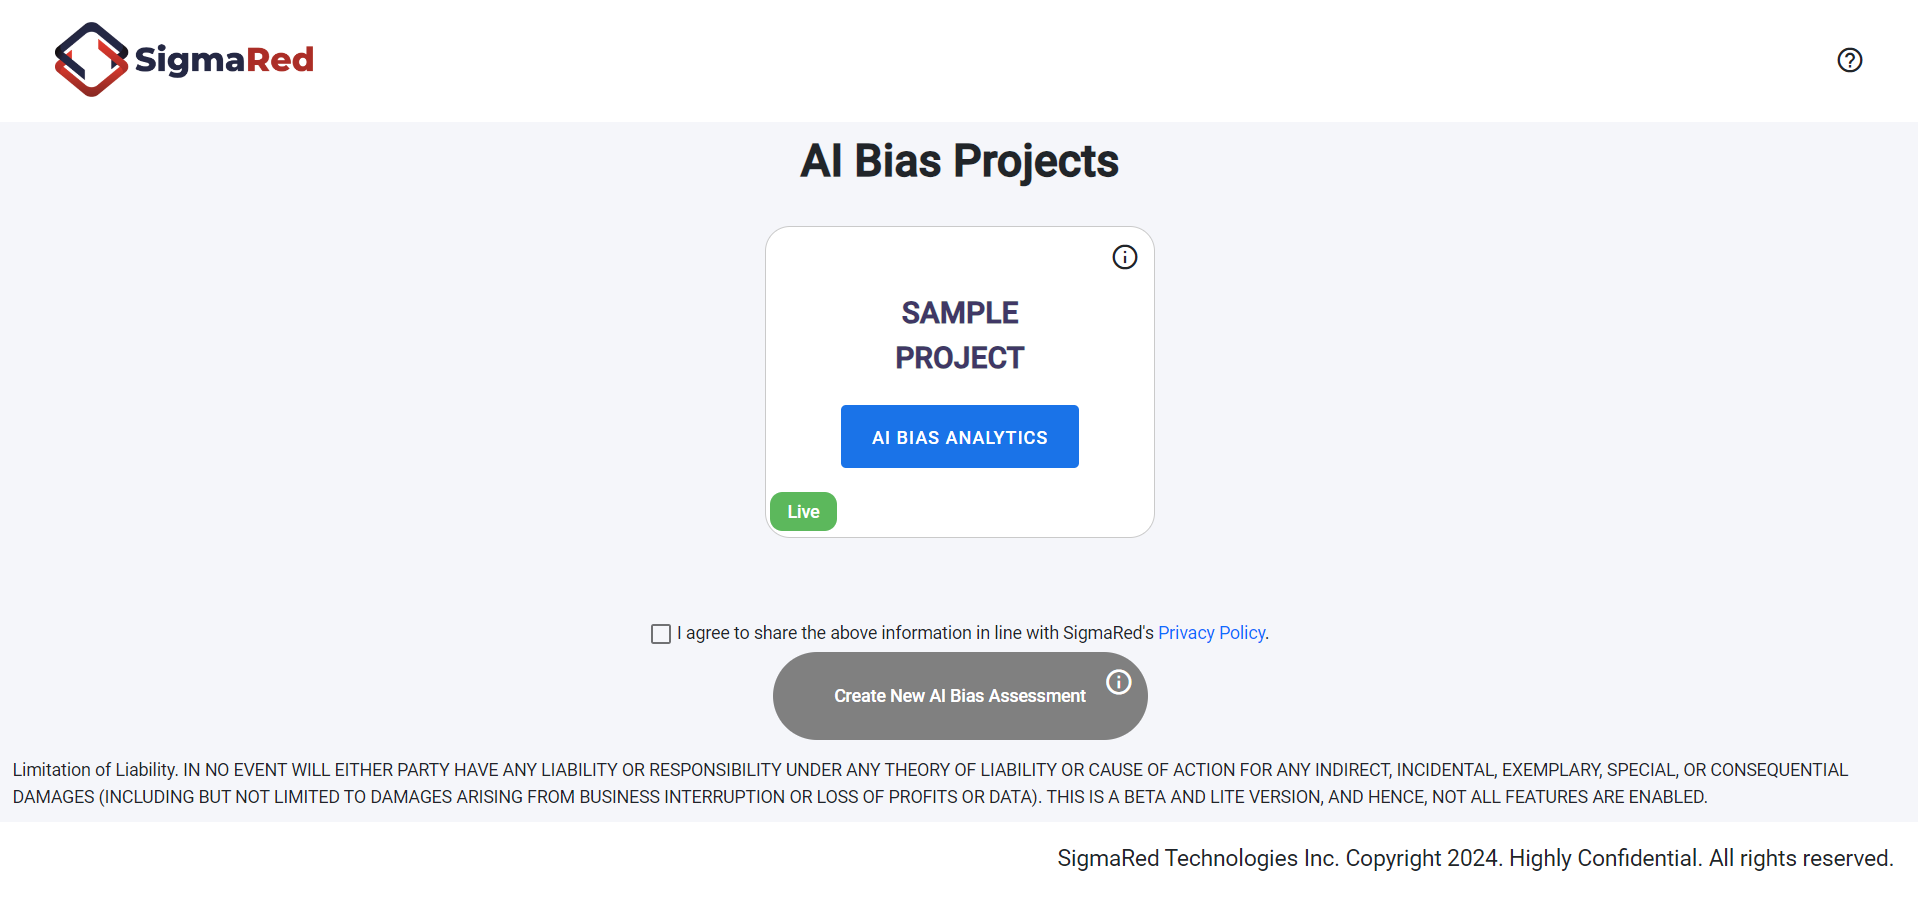 SigmaRed
AI Bias Projects
SAMPLE
PROJECT
AI BIAS ANALYTICS
Live
I agree to share the above information in line with SigmaRed's Privacy Policy.
Create New AI Bias Assessment
Limitation of Liability. IN NO EVENT WILL EITHER PARTY HAVE ANY LIABILITY OR RESPONSIBILITY UNDER ANY THEORY OF LIABILITY OR CAUSE OF ACTION FOR ANY INDIRECT, INCIDENTAL, EXEMPLARY, SPECIAL, OR CONSEQUENTIAL
DAMAGES (INCLUDING BUT NOT LIMITED TO DAMAGES ARISING FROM BUSINESS INTERRUPTION OR LOSS OF PROFITS OR DATA). THIS IS A BETA AND LITE VERSION, AND HENCE, NOT ALL FEATURES ARE ENABLED.
SigmaRed Technologies Inc. Copyright 2024. Highly Confidential. All rights reserved.